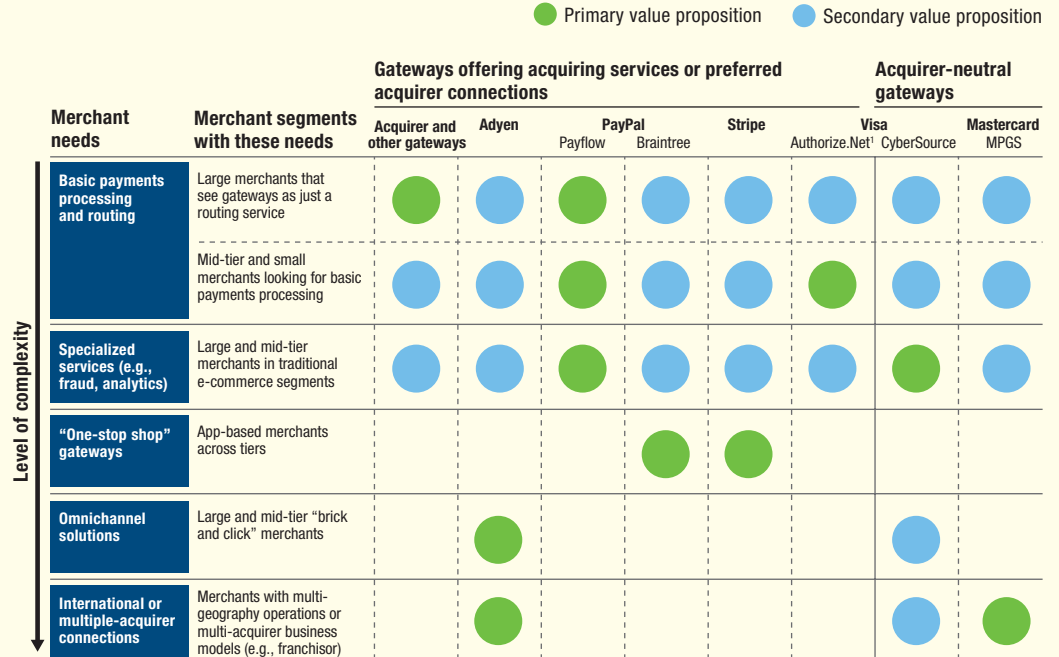 Primary value proposition
Secondary value proposition
Gateways offering acquiring services or preferred
acquirer connections
Acquirer-neutral
gateways
Merchant
needs
Merchant segments
with these needs
Acquirer and
other gateways
Adyen
PayPal
Payflow
Braintree
Stripe
Visa
Authorize.Net¹
CyberSource
Mastercard
MPGS
Level of complexity
Basic payments
processing
and routing
Large merchants that
see gateways as just a
routing service
Mid-tier and small
merchants looking for basic
payments processing
Specialized
services (e.g.,
fraud, analytics)
Large and mid-tier
merchants in traditional
e-commerce segments
“One-stop shop”
gateways
App-based merchants
across tiers
Omnichannel
solutions
Large and mid-tier “brick
and click” merchants
International or
multiple-acquirer
connections
Merchants with multi-
geography operations or
multi-acquirer business
models (e.g., franchisor)